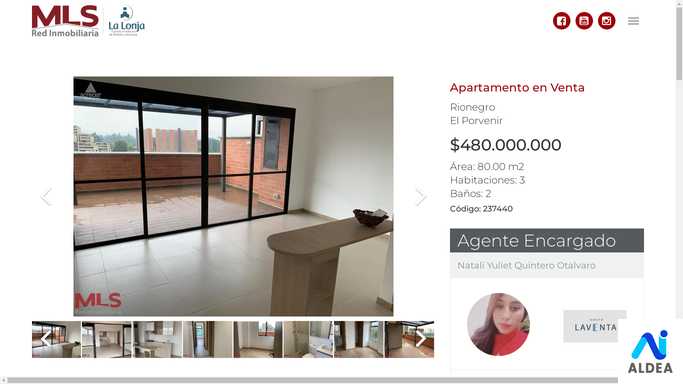 MLS
Red Inmobiliaria
La Lonja
Apartamento en Venta
Rionegro
El Porvenir
$480.000.000
Área: 80.00 m2
Habitaciones: 3
Baños: 2
Código: 237440
Agente Encargado
Natali Yuliet Quintero Otalvaro
MLS
LAVENTA
ALDEA